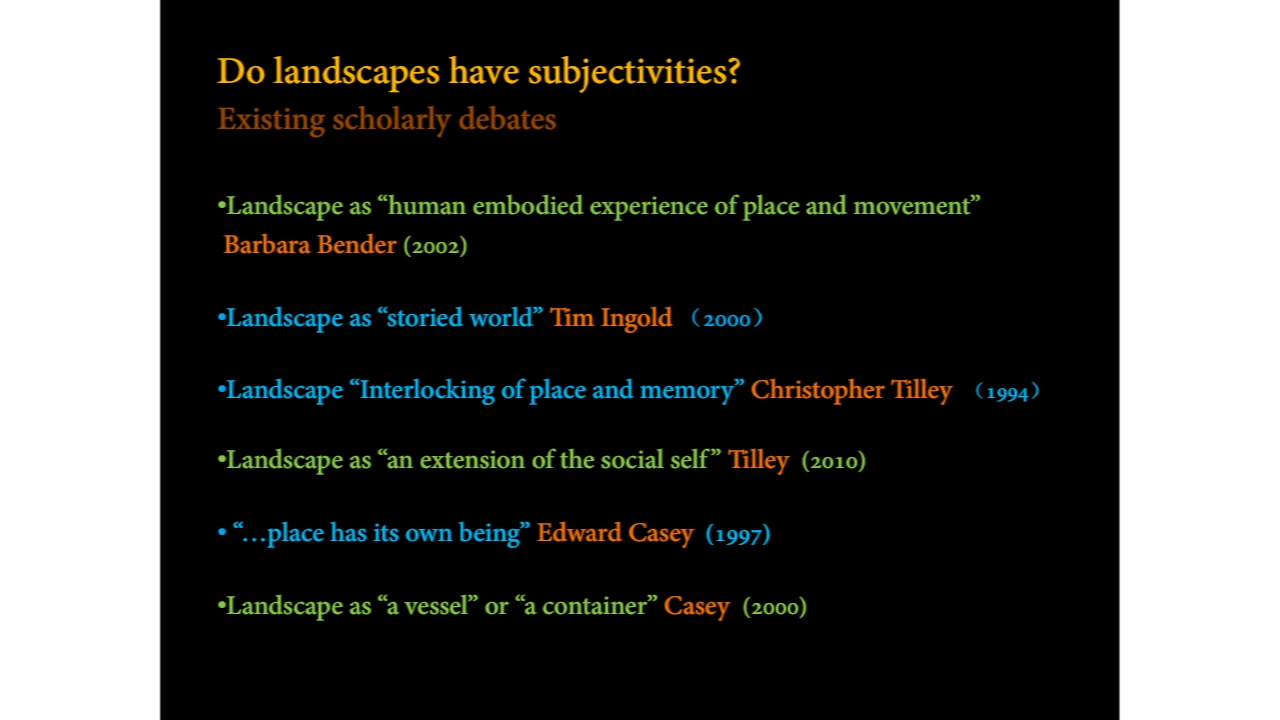 Do landscapes have subjectivities?
Existing scholarly debates
•Landscape as “human embodied experience of place and movement”
Barbara Bender (2002)
•Landscape as “storied world” Tim Ingold （2000）
•Landscape “Interlocking of place and memory” Christopher Tilley （1994）
•Landscape as “an extension of the social self” Tilley (2010)
• “…place has its own being” Edward Casey (1997)
•Landscape as “a vessel” or “a container” Casey (2000)